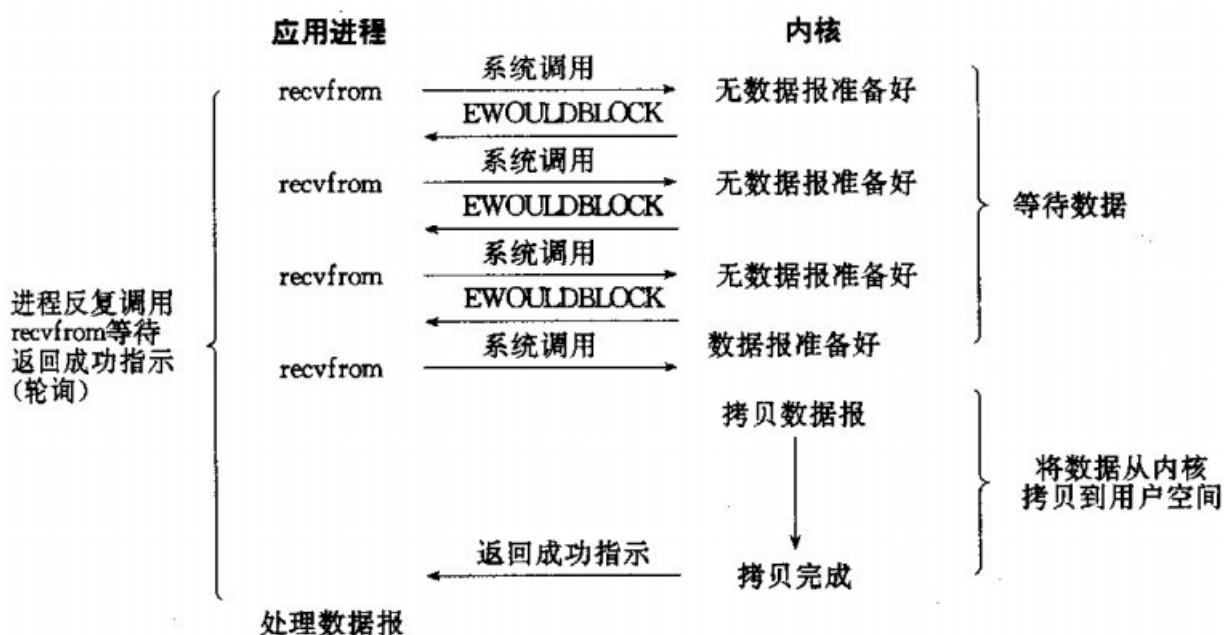 应用进程
内核
系统调用
recvfrom
无数据报准备好
EWOULDBLOCK
系统调用
recvfrom
无数据报准备好
EWOULDBLOCK
等待数据
系统调用
recvfrom
无数据报准备好
EWOULDBLOCK
进程反复调用
recvfrom等待
返回成功指示
(轮询)
系统调用
recvfrom
数据报准备好
拷贝数据报
将数据从内核
拷贝到用户空间
返回成功指示
拷贝完成
处理数据报